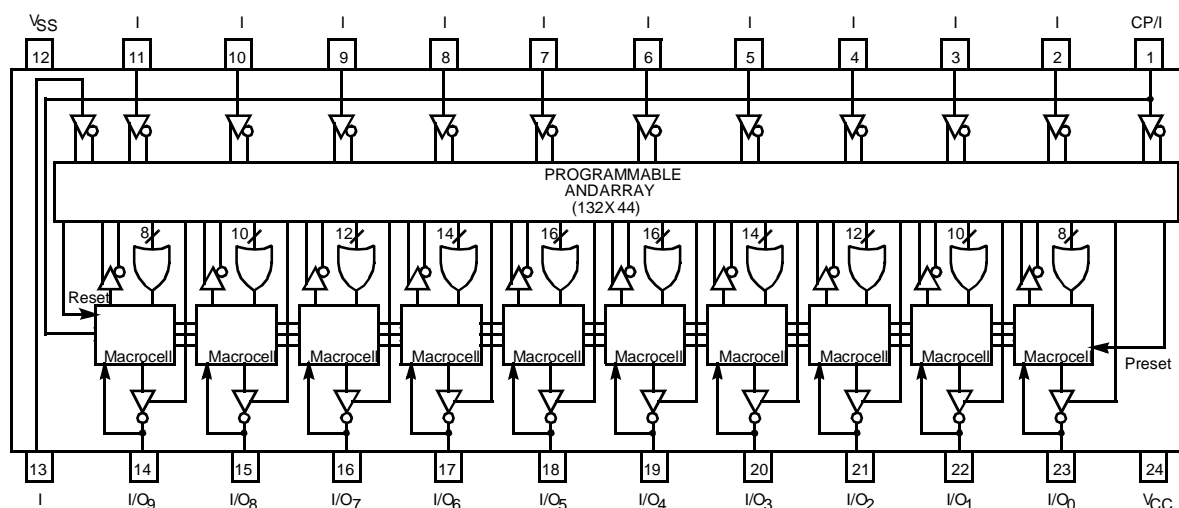 VSS I I I I I I I I I I CP/I
12 11 10 9 8 7 6 5 4 3 2 1
PROGRAMMABLE
ANDARRAY
(132X44)
8 10 12 14 16 16 14 12 10 8
Reset
Macrocell Macrocell Macrocell Macrocell Macrocell Macrocell Macrocell Macrocell Macrocell Macrocell
Preset
13 14 15 16 17 18 19 20 21 22 23 24
I I/O9 I/O8 I/O7 I/O6 I/O5 I/O4 I/O3 I/O2 I/O1 I/O0 VCC